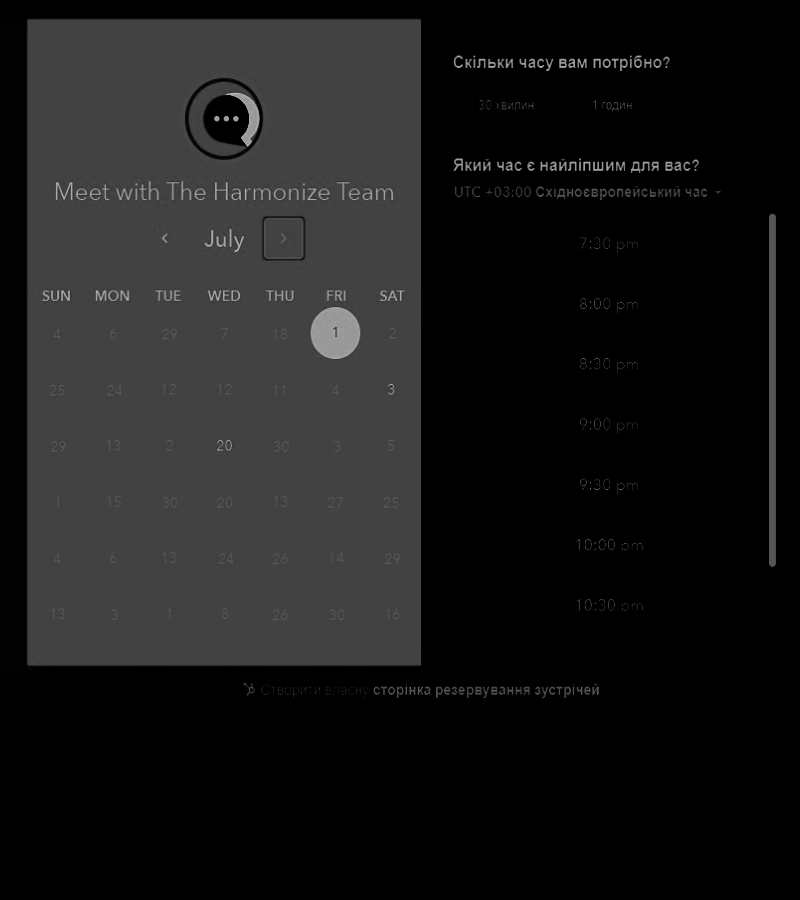 Meet with The Harmonize Team
July
SUN MON TUE WED THU FRI SAT
4 6 29 7 18 1 2
25 24 12 12 11 4 3
29 13 2 20 30 3 5
1 15 30 20 13 27 25
4 6 13 24 26 14 29
13 3 1 8 26 30 16
Скільки часу вам потрібно?
30 хвилин 1 годин
Який час є найліпшим для вас?
UTC +03:00 Східноєвропейський час
7:30 pm
8:00 pm
8:30 pm
9:00 pm
9:30 pm
10:00 pm
10:30 pm
Створити власну сторінка резервування зустрічей